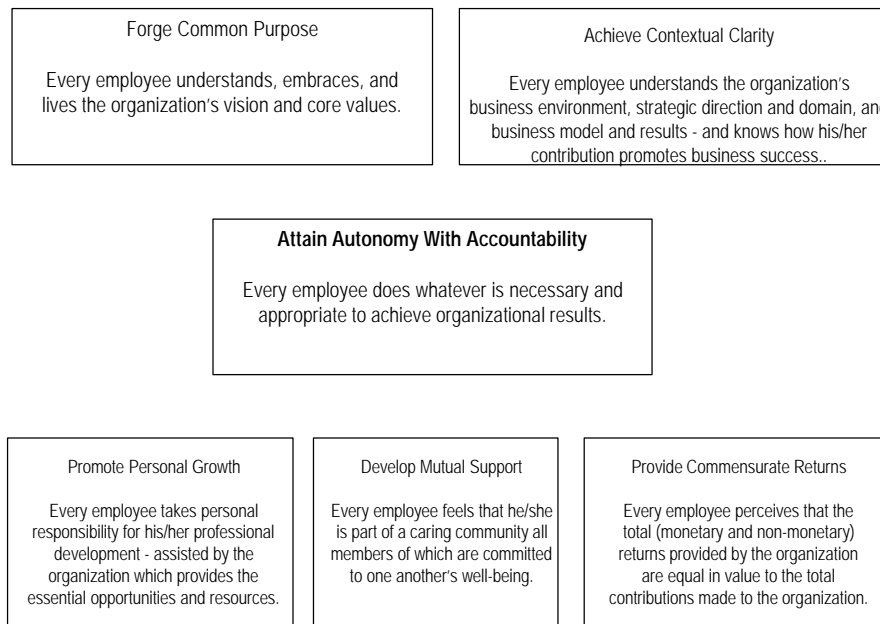 Forge Common Purpose
Every employee understands, embraces, and
lives the organization's vision and core values.
Achieve Contextual Clarity
Every employee understands the organization's
business environment, strategic direction and domain, and
business model and results - and knows how his/her
contribution promotes business success..
Attain Autonomy With Accountability
Every employee does whatever is necessary and
appropriate to achieve organizational results.
Promote Personal Growth
Every employee takes personal
responsibility for his/her professional
development - assisted by the
organization which provides the
essential opportunities and resources.
Develop Mutual Support
Every employee feels that he/she
is part of a caring community all
members of which are committed
to one another's well-being.
Provide Commensurate Returns
Every employee perceives that the
total (monetary and non-monetary)
returns provided by the organization
are equal in value to the total
contributions made to the organization.